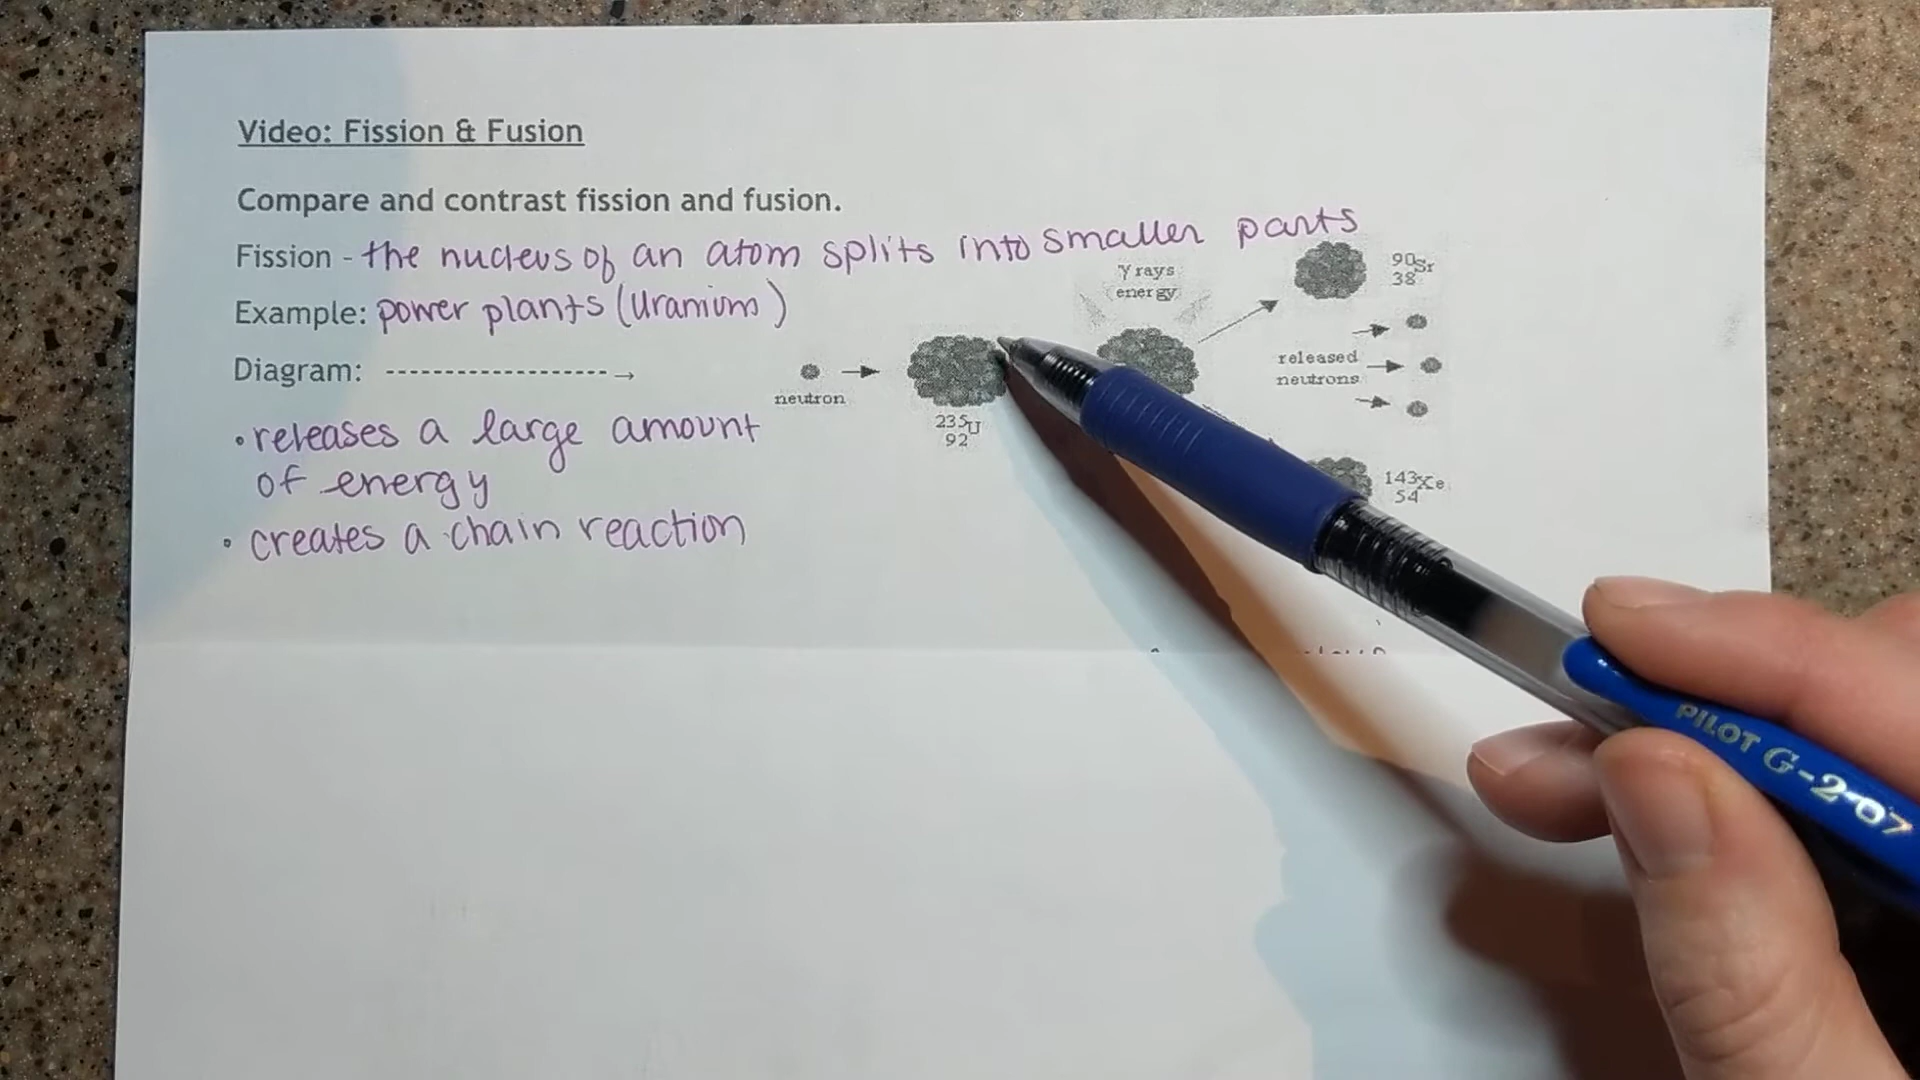 Video: Fission & Fusion
Compare and contrast fission and fusion.
Fission - the nucleus of an atom splits into smaller parts
Example: power plants (Uranium)
Diagram: ------------------→
• releases a large amount
of energy
• creates a chain reaction
γ rays
energy
neutron
235
92 U
90
38 Sr
released
neutrons
143
54 Xe
PILOT G-2 07